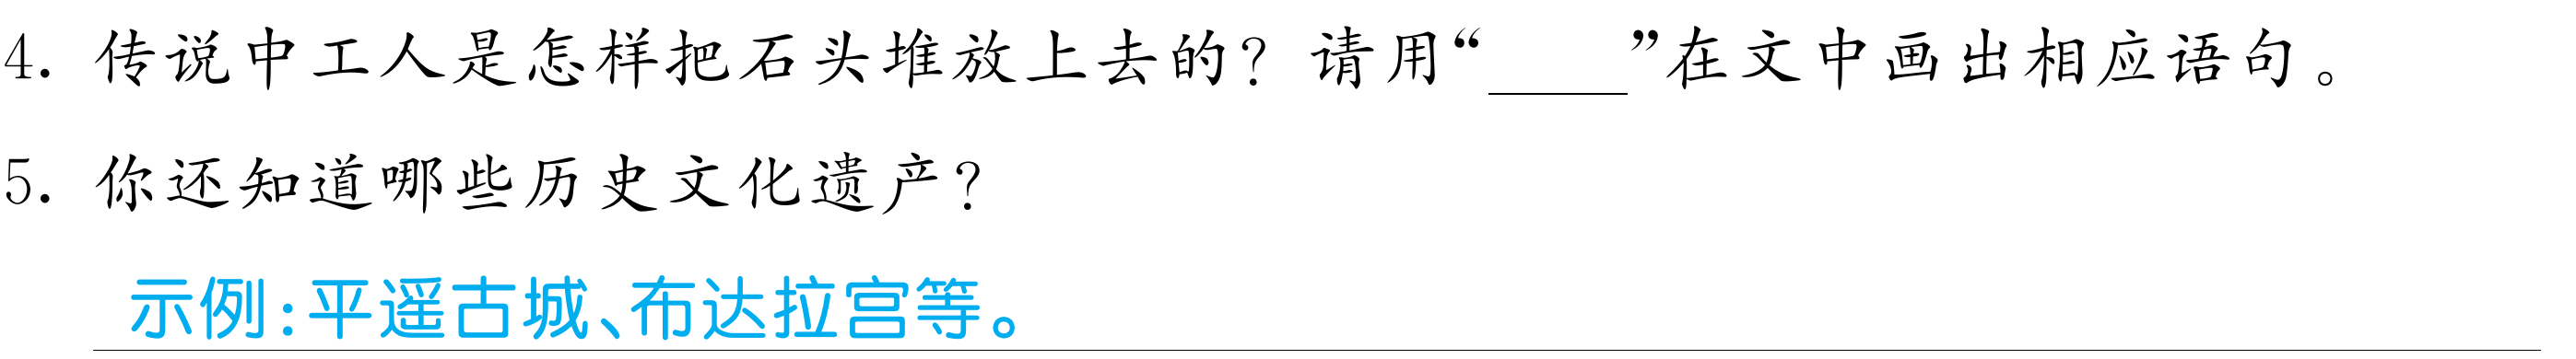 4. 传说中工人是怎样把石头堆放上去的？请用“____”在文中画出相应语句。
5. 你还知道哪些历史文化遗产？
示例：平遥古城、布达拉宫等。